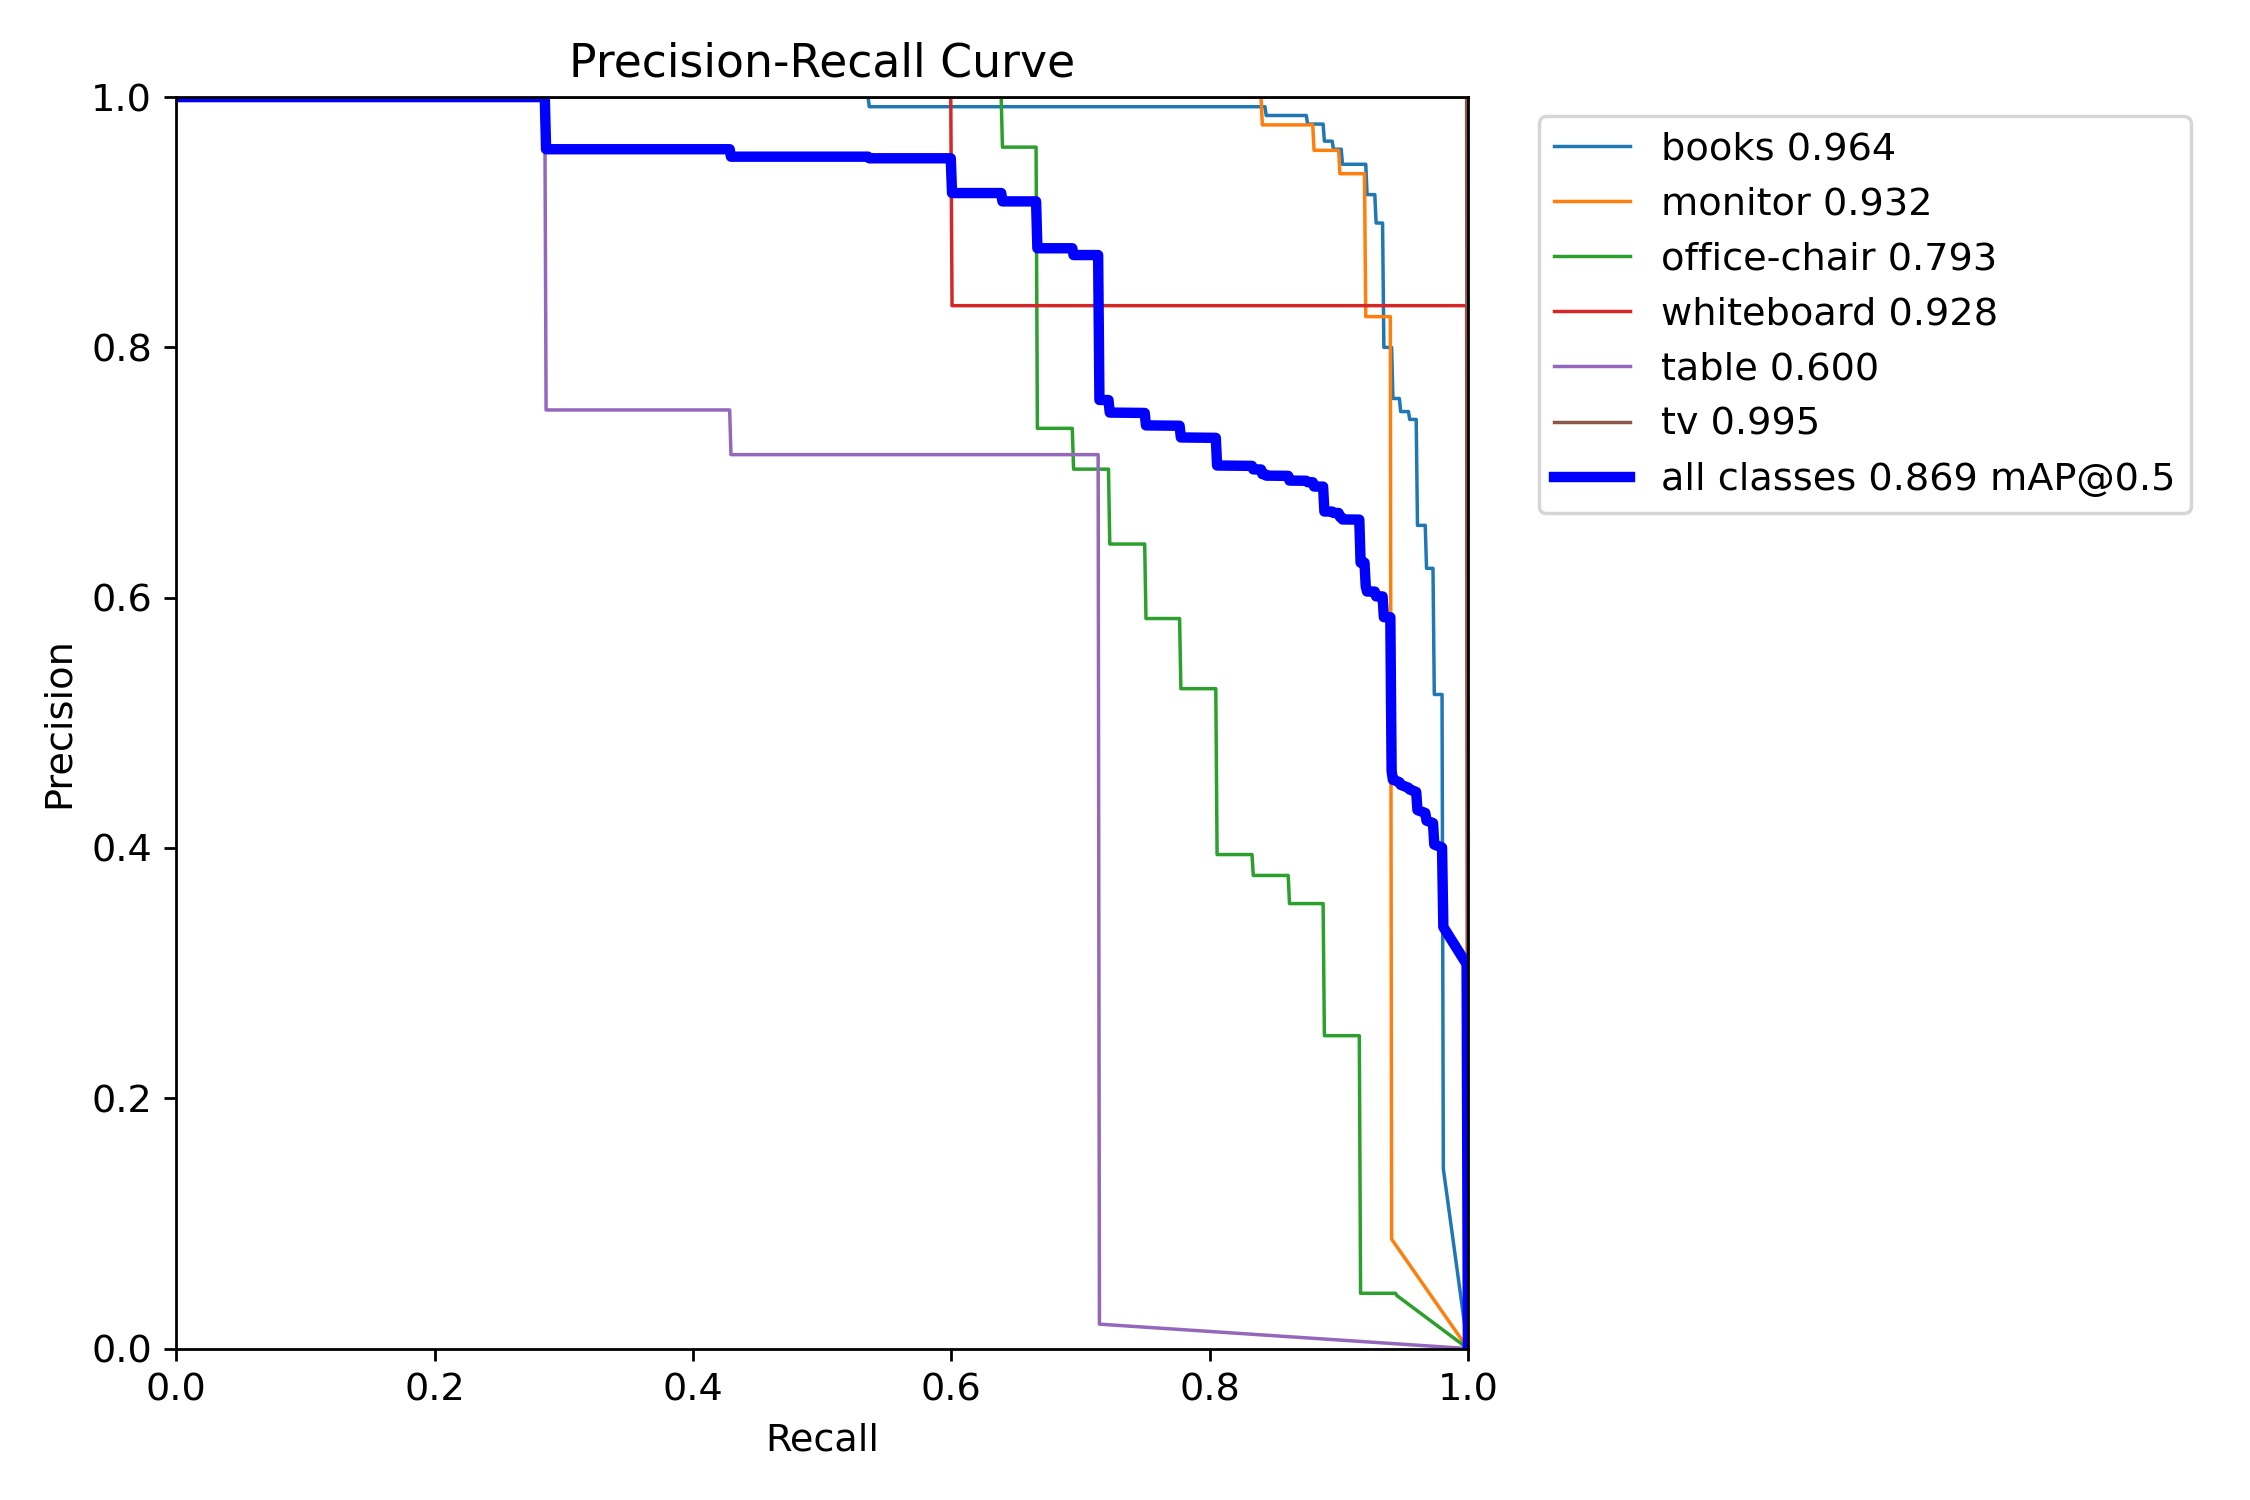 Precision-Recall Curve
1.0
0.8
0.6
0.4
0.2
0.0
Precision
0.0 0.2 0.4 0.6 0.8 1.0
Recall
books 0.964
monitor 0.932
office-chair 0.793
whiteboard 0.928
table 0.600
tv 0.995
all classes 0.869 mAP@0.5